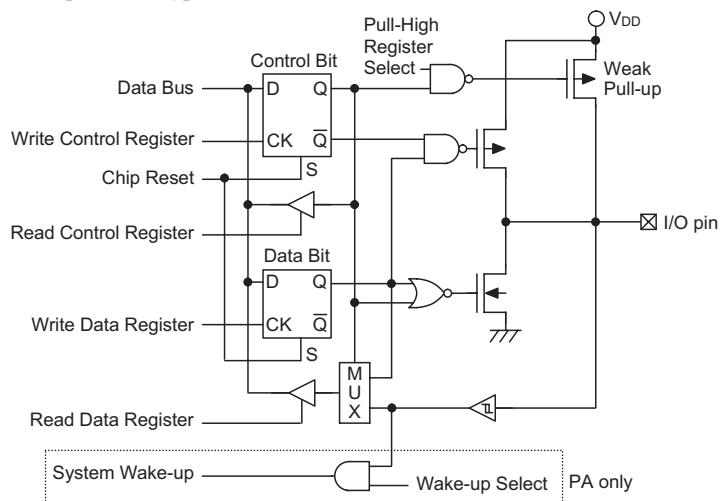 VDD
Pull-High
Register
Select
Control Bit
Weak
Pull-up
Data Bus
D
Q
Write Control Register
CK
Q
Chip Reset
S
I/O pin
Read Control Register
Data Bit
D
Q
Write Data Register
CK
Q
S
M
U
X
Read Data Register
System Wake-up
Wake-up Select
PA only